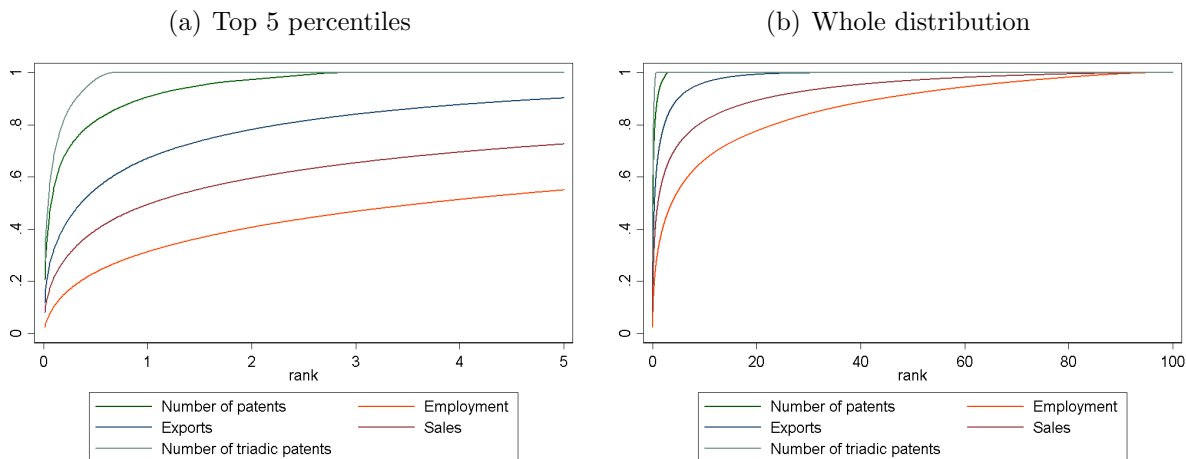 (a) Top 5 percentiles
1
.8
.6
.4
.2
0
0 1 2 3 4 5
rank
Number of patents Employment
Exports Sales
Number of triadic patents
(b) Whole distribution
1
.8
.6
.4
.2
0
0 20 40 60 80 100
rank
Number of patents Employment
Exports Sales
Number of triadic patents